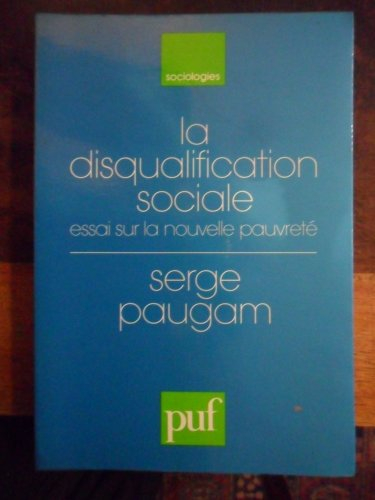 sociologies
la
disqualification
sociale
essai sur la nouvelle pauvreté
serge
paugam
puf